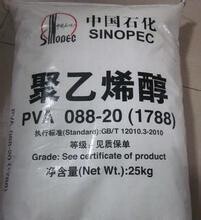 中国石化
SINOPEC
SINOPEC
聚乙烯醇
PVA 088-20 (1788)
执行标准(Standard):GB/T 12010.3-2010
等级:见质保单
Grade: See certificate of product
净含量(Net Wt.):25kg